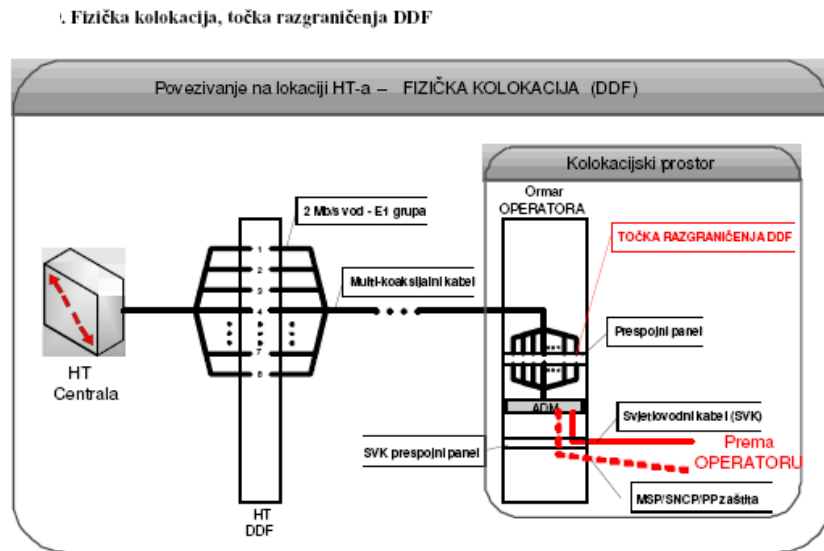 . Fizička kolokacija, točka razgraničenja DDF
Povezivanje na lokaciji HT-a – FIZIČKA KOLOKACIJA (DDF)
Kolokacijski prostor
Ormar
OPERATORA
2 Mb/s vod - E1 grupa
TOČKA RAZGRANIČENJA DDF
1
2
3
4
7
8
Multi-koaksijalni kabel
Prespojni panel
HT
Centrala
ADM
Svjetlovodni kabel (SVK)
Prema
OPERATORU
SVK prespojni panel
MSP/SNCP/PP zaštita
HT
DDF